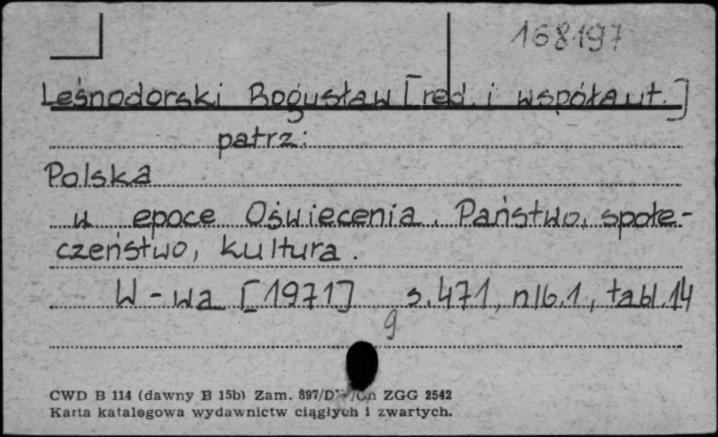 168197
Leśnodorski Bogusław [red. i współaut.]
patrz:
Polska
w epoce Oświecenia. Państwo, społe-
czeństwo, kultura.
W-wa [1971] s. 471, nlb. 1, tabl. 14
9
CWD B 114 (dawny B 15b) Zam. 897/D ZGG 2542
Karta katalogowa wydawnictw ciągłych i zwartych.